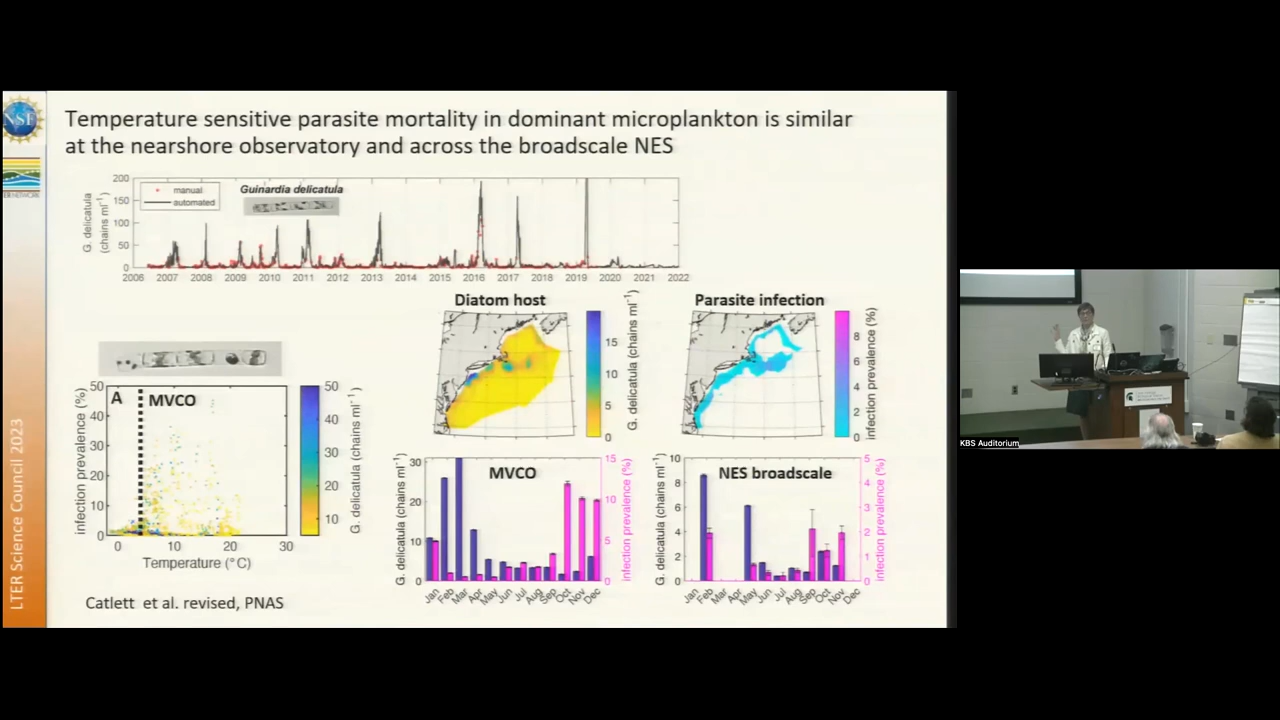 NSF
Temperature sensitive parasite mortality in dominant microplankton is similar
at the nearshore observatory and across the broadscale NES
LTER Science Council 2023
G. delicatula
(chains ml⁻¹)
200
150
100
50
0
manual
automated
Guinardia delicatula
2006 2007 2008 2009 2010 2011 2012 2013 2014 2015 2016 2017 2018 2019 2020 2021 2022
Diatom host
15
10
5
0
G. delicatula (chains ml⁻¹)
Parasite infection
8
6
4
2
0
infection prevalence (%)
A MVCO
infection prevalence (%)
50
40
30
20
10
0
0 10 20 30
Temperature (°C)
50
40
30
20
10
G. delicatula (chains ml⁻¹)
MVCO
G. delicatula (chains ml⁻¹)
30
20
10
0
15
10
5
0
infection prevalence (%)
Jan Feb Mar Apr May Jun Jul Aug Sep Oct Nov Dec
NES broadscale
G. delicatula (chains ml⁻¹)
10
8
6
4
2
0
5
4
3
2
1
0
infection prevalence (%)
Jan Feb Mar Apr May Jun Jul Aug Sep Oct Nov Dec
Catlett et al. revised, PNAS
KBS Auditorium